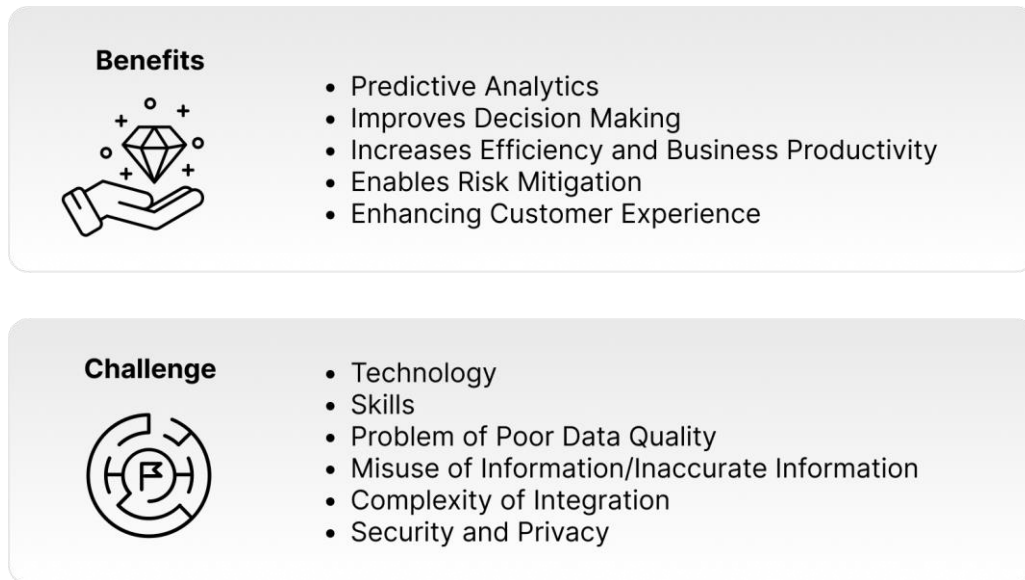 Benefits
• Predictive Analytics
• Improves Decision Making
• Increases Efficiency and Business Productivity
• Enables Risk Mitigation
• Enhancing Customer Experience
Challenge
• Technology
• Skills
• Problem of Poor Data Quality
• Misuse of Information/Inaccurate Information
• Complexity of Integration
• Security and Privacy